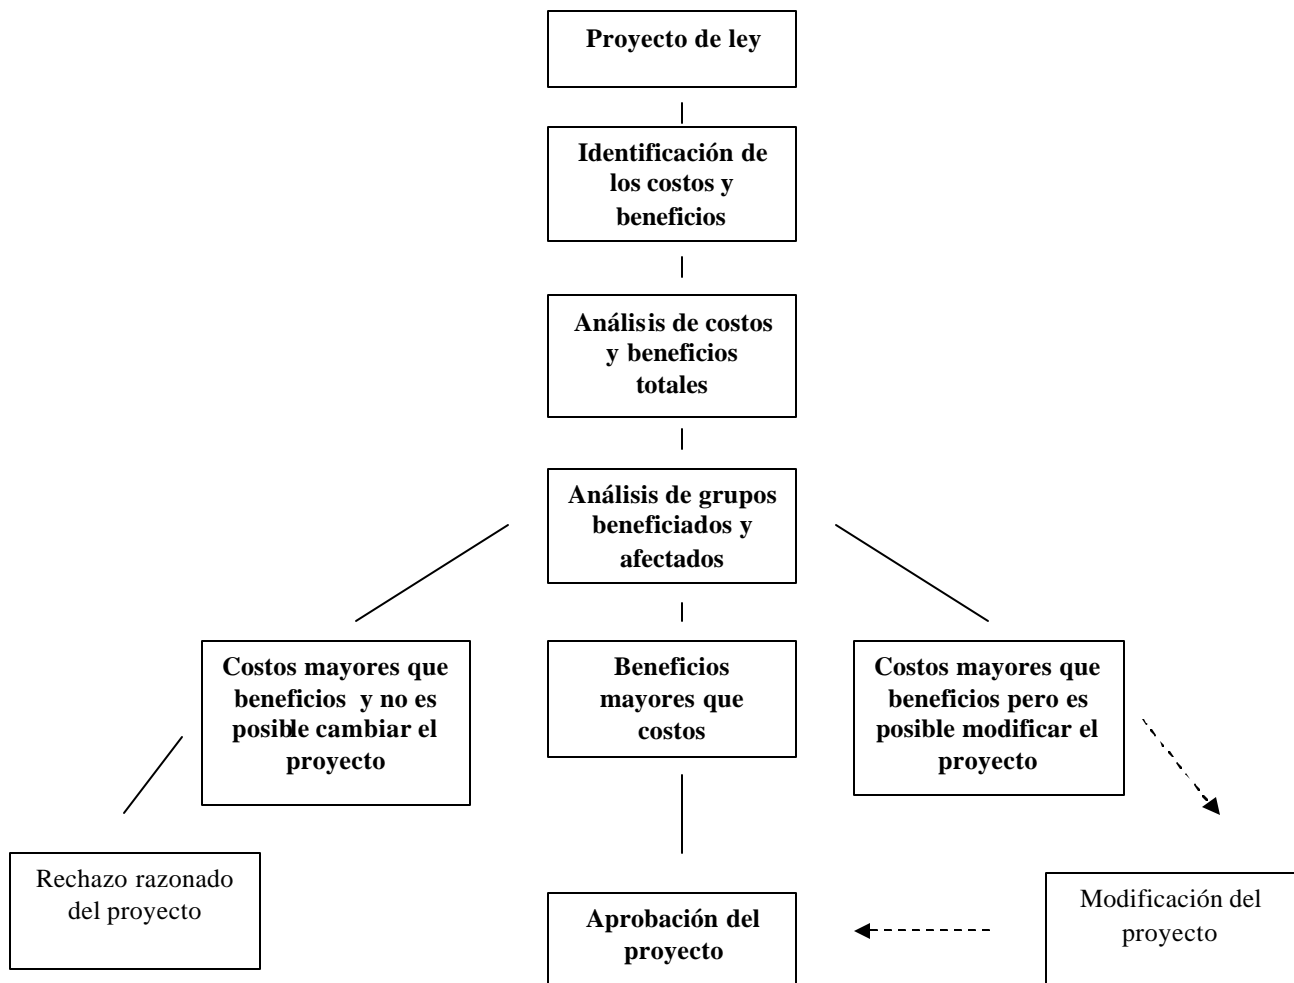 Proyecto de ley
Identificación de
los costos y
beneficios
Análisis de costos
y beneficios
totales
Análisis de grupos
beneficiados y
afectados
Costos mayores que
beneficios y no es
posible cambiar el
proyecto
Beneficios
mayores que
costos
Costos mayores que
beneficios pero es
posible modificar el
proyecto
Rechazo razonado
del proyecto
Aprobación del
proyecto
Modificación del
proyecto